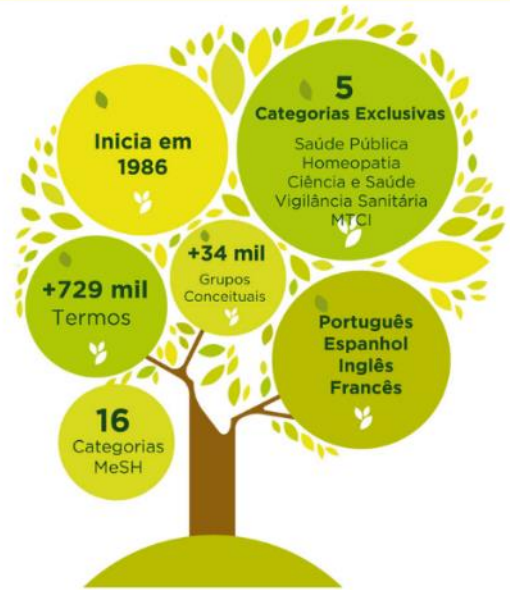 Inicia em
1986
5
Categorias Exclusivas
Saúde Pública
Homeopatia
Ciência e Saúde
Vigilância Sanitária
MTCI
+34 mil
Grupos
Conceituais
+729 mil
Termos
Português
Espanhol
Inglês
Francês
16
Categorias
MeSH